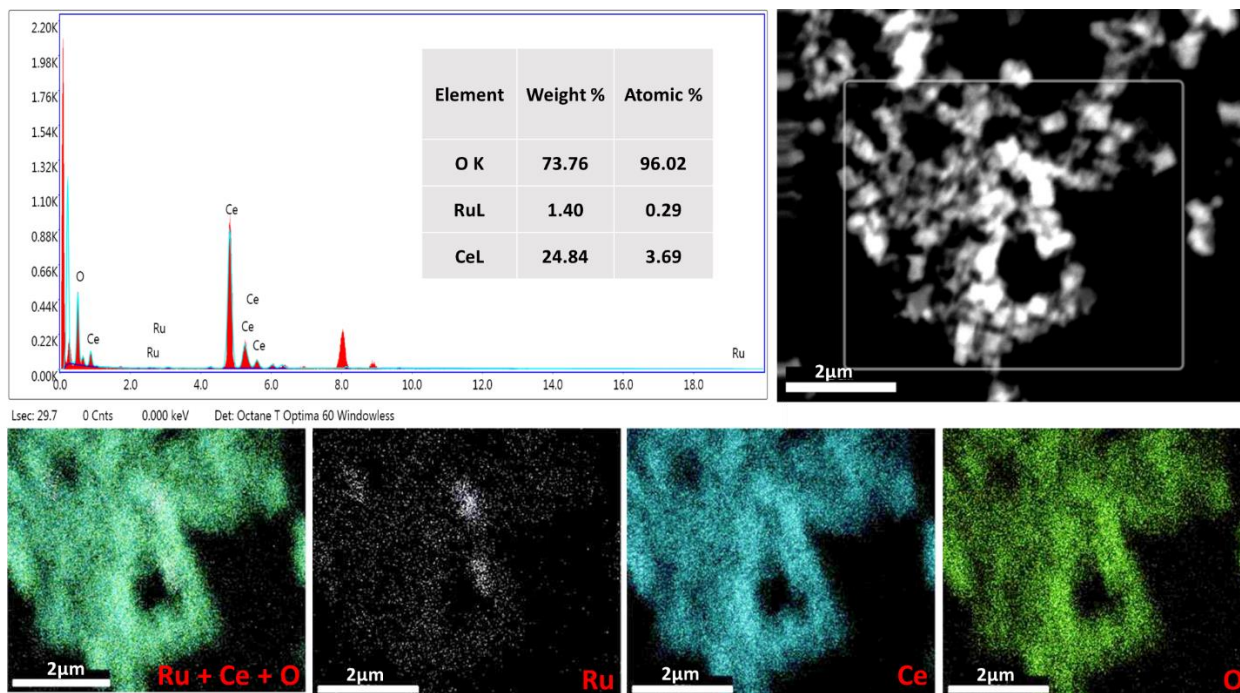 2.20K
1.98K
1.76K
1.54K
1.32K
1.10K
0.88K
0.66K
0.44K
0.22K
0.00K
0.0 2.0 4.0 6.0 8.0 10.0 12.0 14.0 16.0 18.0
O
Ce
Ru
Ru
Ce
Ce
Ce
Ce
Ru
Element Weight % Atomic %
O K 73.76 96.02
RuL 1.40 0.29
CeL 24.84 3.69
Lsec: 29.7 0 Cnts 0.000 keV Det: Octane T Optima 60 Windowless
2μm
2μm Ru + Ce + O
2μm Ru
2μm Ce
2μm O